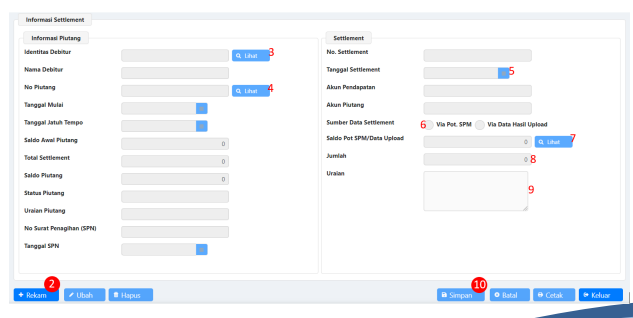 Informasi Settlement
Informasi Piutang
Identitas Debitur
Lihat 3
Nama Debitur
No Piutang
Lihat 4
Tanggal Mulai
Tanggal Jatuh Tempo
Saldo Awal Piutang
0
Total Settlement
0
Saldo Piutang
0
Status Piutang
Uraian Piutang
No Surat Penagihan (SPN)
Tanggal SPN
Settlement
No. Settlement
Tanggal Settlement
5
Akun Pendapatan
Akun Piutang
Sumber Data Settlement
6 Via Pot. SPM Via Data Hasil Upload
Saldo Pot SPM/Data Upload
0 Lihat 7
Jumlah
0 8
Uraian
9
2 10
Rekam Ubah Hapus Simpan Batal Cetak Keluar